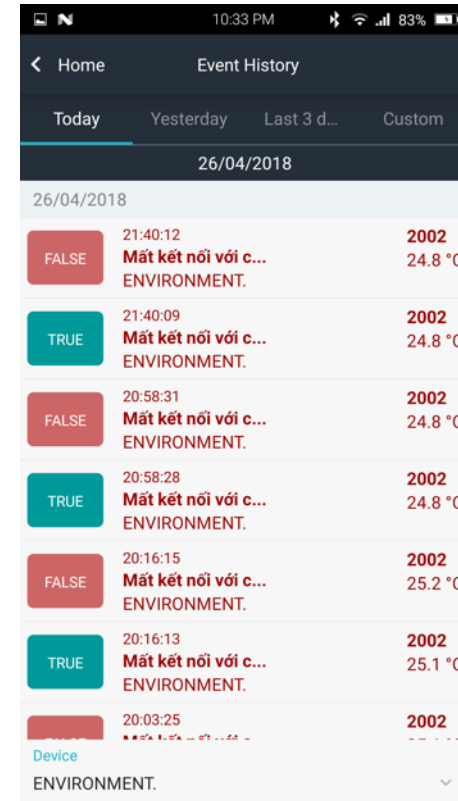 10:33 PM 83%
Home Event History
Today Yesterday Last 3 d... Custom
26/04/2018
26/04/2018
21:40:12 2002
FALSE Mất kết nối với c... 24.8 °C
ENVIRONMENT.
21:40:09 2002
TRUE Mất kết nối với c... 24.8 °C
ENVIRONMENT.
20:58:31 2002
FALSE Mất kết nối với c... 24.8 °C
ENVIRONMENT.
20:58:28 2002
TRUE Mất kết nối với c... 24.8 °C
ENVIRONMENT.
20:16:15 2002
FALSE Mất kết nối với c... 25.2 °C
ENVIRONMENT.
20:16:13 2002
TRUE Mất kết nối với c... 25.1 °C
ENVIRONMENT.
20:03:25 2002
Device
ENVIRONMENT.